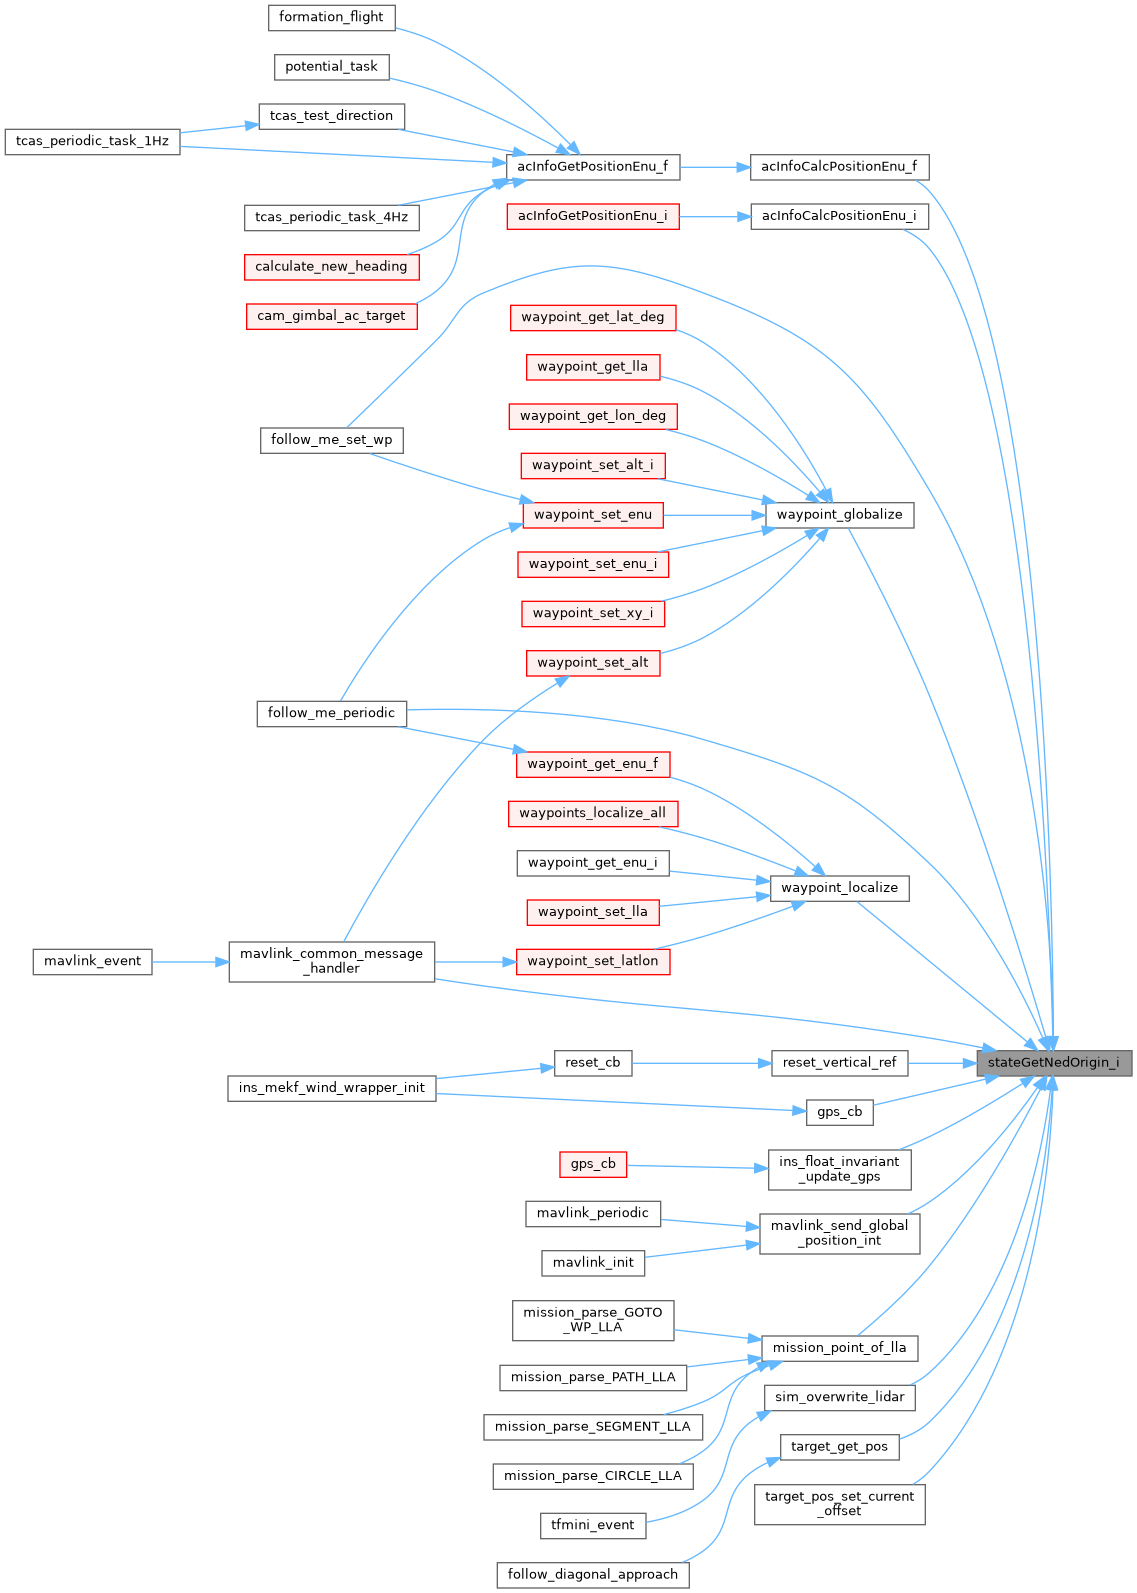 formation_flight
potential_task
tcas_test_direction
tcas_periodic_task_1Hz
acInfoGetPositionEnu_f
acInfoCalcPositionEnu_f
tcas_periodic_task_4Hz
acInfoGetPositionEnu_i
acInfoCalcPositionEnu_i
calculate_new_heading
cam_gimbal_ac_target
waypoint_get_lat_deg
waypoint_get_lla
waypoint_get_lon_deg
follow_me_set_wp
waypoint_set_alt_i
waypoint_set_enu
waypoint_globalize
waypoint_set_enu_i
waypoint_set_xy_i
waypoint_set_alt
follow_me_periodic
waypoint_get_enu_f
waypoints_localize_all
waypoint_get_enu_i
waypoint_localize
waypoint_set_lla
mavlink_event
mavlink_common_message
_handler
waypoint_set_latlon
stateGetNedOrigin_i
reset_cb
reset_vertical_ref
ins_mekf_wind_wrapper_init
gps_cb
gps_cb
ins_float_invariant
_update_gps
mavlink_periodic
mavlink_send_global
_position_int
mavlink_init
mission_parse_GOTO
_WP_LLA
mission_point_of_lla
mission_parse_PATH_LLA
sim_overwrite_lidar
mission_parse_SEGMENT_LLA
target_get_pos
mission_parse_CIRCLE_LLA
target_pos_set_current
_offset
tfmini_event
follow_diagonal_approach